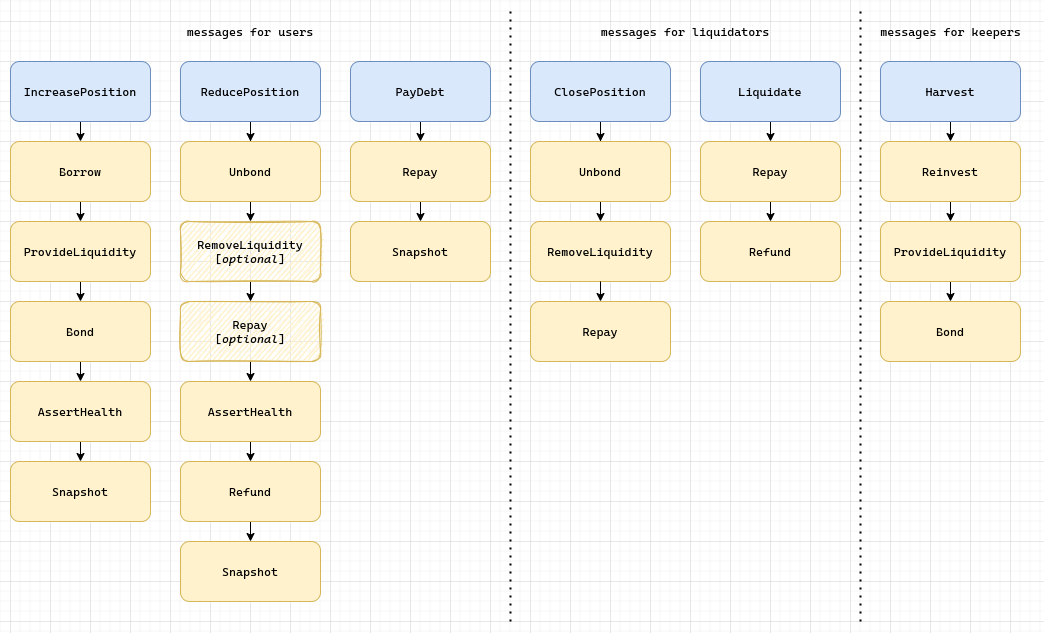 messages for users
messages for liquidators
messages for keepers
IncreasePosition
ReducePosition
PayDebt
ClosePosition
Liquidate
Harvest
Borrow
Unbond
Repay
Unbond
Repay
Reinvest
ProvideLiquidity
RemoveLiquidity
[optional]
Snapshot
RemoveLiquidity
Refund
ProvideLiquidity
Bond
Repay
[optional]
Repay
Bond
AssertHealth
AssertHealth
Snapshot
Refund
Snapshot